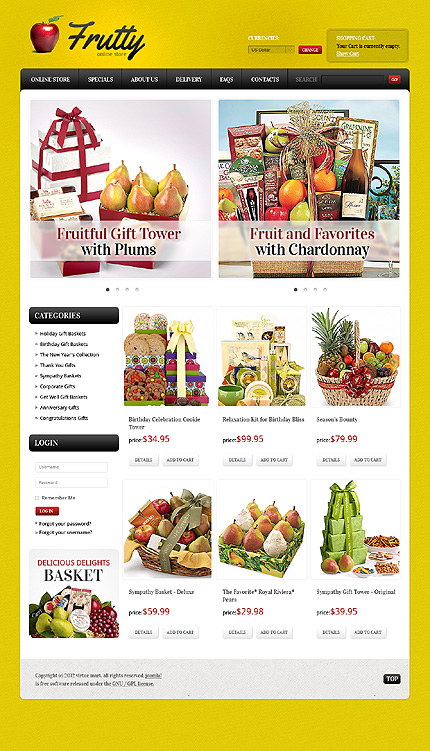 Frutty
online store
CURRENCIES:
US-Dollar
CHANGE
SHOPPING CART:
Your Cart is currently empty.
Show Cart
ONLINE STORE
SPECIALS
ABOUT US
DELIVERY
FAQS
CONTACTS
SEARCH
GO
Fruitful Gift Tower
with Plums
Fruit and Favorites
with Chardonnay
CATEGORIES
Holiday Gift Baskets
Birthday Gift Baskets
The New Year's Collection
Thank You Gifts
Sympathy Baskets
Corporate Gifts
Get Well Gift Baskets
Anniversary Gifts
Congratulations Gifts
LOGIN
Username
Password
Remember Me
LOG IN
Forgot your password?
Forgot your username?
DELICIOUS DELIGHTS
BASKET
Birthday Celebration Cookie
Tower
price:$34.95
DETAILS
ADD TO CART
Relaxation Kit for Birthday Bliss
price:$99.95
DETAILS
ADD TO CART
Season's Bounty
price:$79.99
DETAILS
ADD TO CART
Sympathy Basket - Deluxe
price:$59.99
DETAILS
ADD TO CART
The Favorite® Royal Riviera®
Pears
price:$29.98
DETAILS
ADD TO CART
Sympathy Gift Tower - Original
price:$39.95
DETAILS
ADD TO CART
Copyright (c) 2012 virtue mart. all rights reserved. joomla!
is free software released under the GNU / GPL license.
TOP